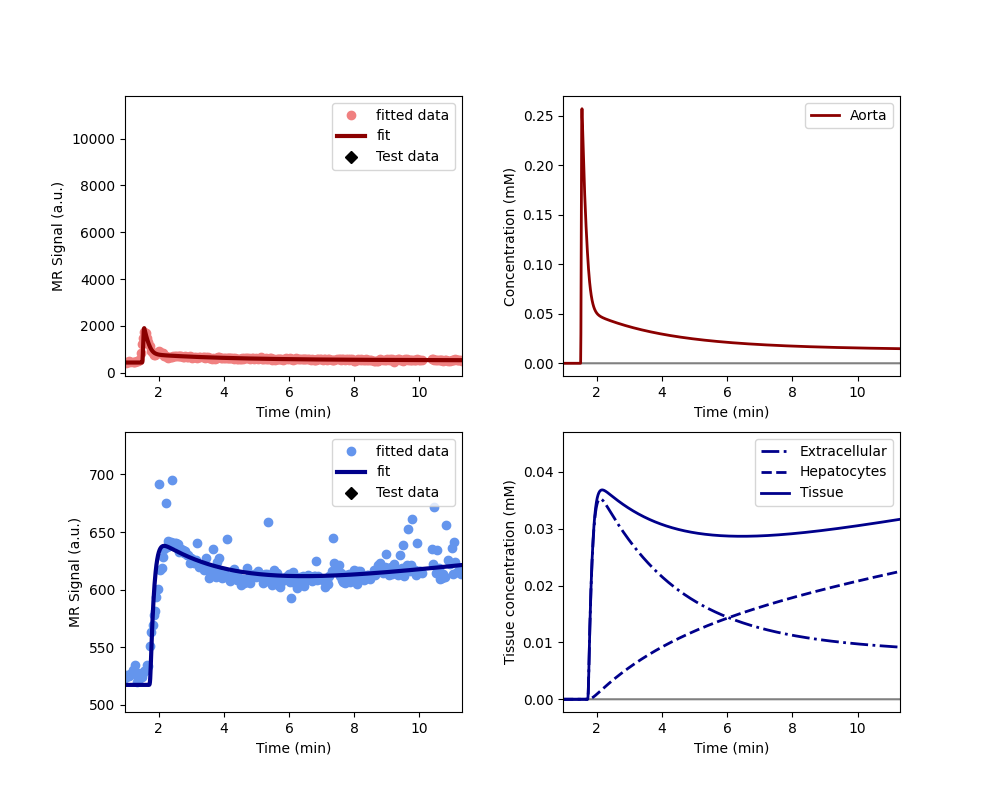 10000
8000
6000
4000
2000
0
MR Signal (a.u.)
fitted data
fit
Test data
2 4 6 8 10
Time (min)
0.25
0.20
0.15
0.10
0.05
0.00
Concentration (mM)
Aorta
2 4 6 8 10
Time (min)
700
650
600
550
500
MR Signal (a.u.)
fitted data
fit
Test data
2 4 6 8 10
Time (min)
0.04
0.03
0.02
0.01
0.00
Tissue concentration (mM)
Extracellular
Hepatocytes
Tissue
2 4 6 8 10
Time (min)